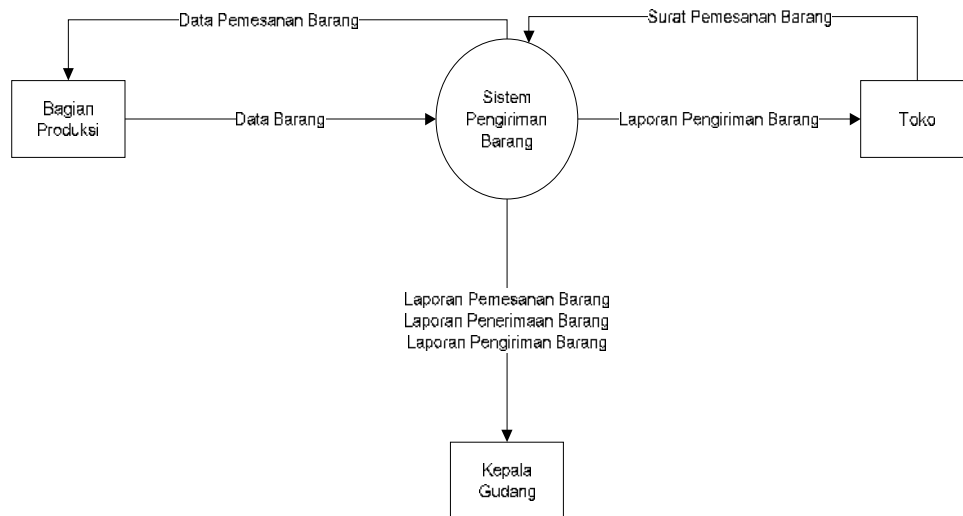 Data Pemesanan Barang
Surat Pemesanan Barang
Bagian
Produksi
Data Barang
Sistem
Pengiriman
Barang
Laporan Pengiriman Barang
Toko
Laporan Pemesanan Barang
Laporan Penerimaan Barang
Laporan Pengiriman Barang
Kepala
Gudang